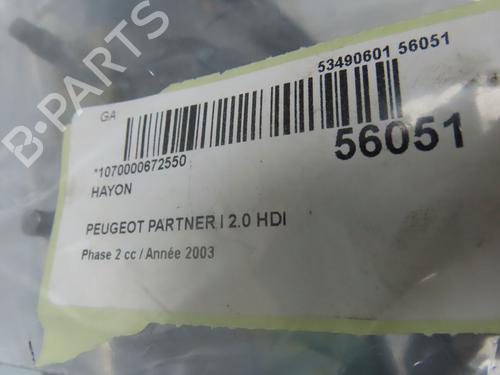 53490601 56051
GA
56051
*1070000672550
HAYON
PEUGEOT PARTNER I 2.0 HDI
Phase 2 cc / Année 2003
B-PARTS